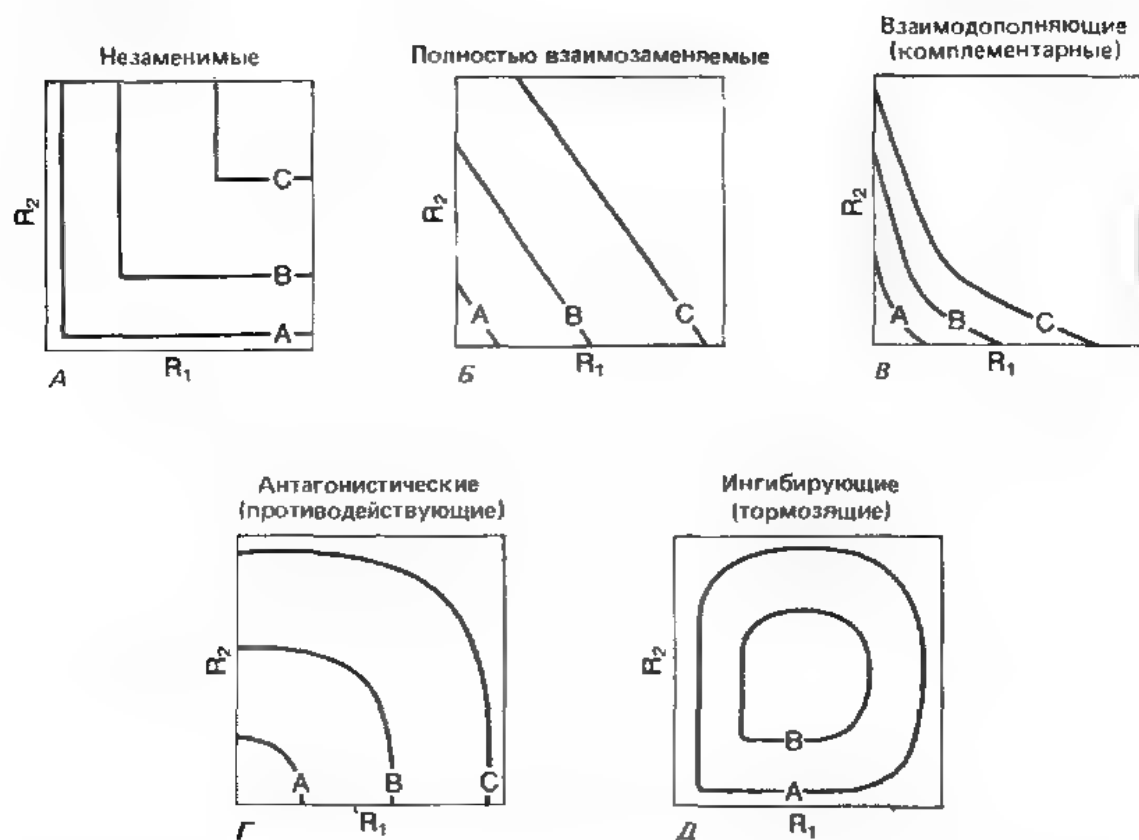 Незаменимые
R₂
C
B
A
А
R₁
Полностью взаимозаменяемые
R₂
A
B
C
Б
R₁
Взаимодополняющие
(комплементарные)
R₂
A
B
C
В
R₁
Антагонистические
(противодействующие)
R₂
A
B
C
Г
R₁
Ингибирующие
(тормозящие)
R₂
B
A
Д
R₁